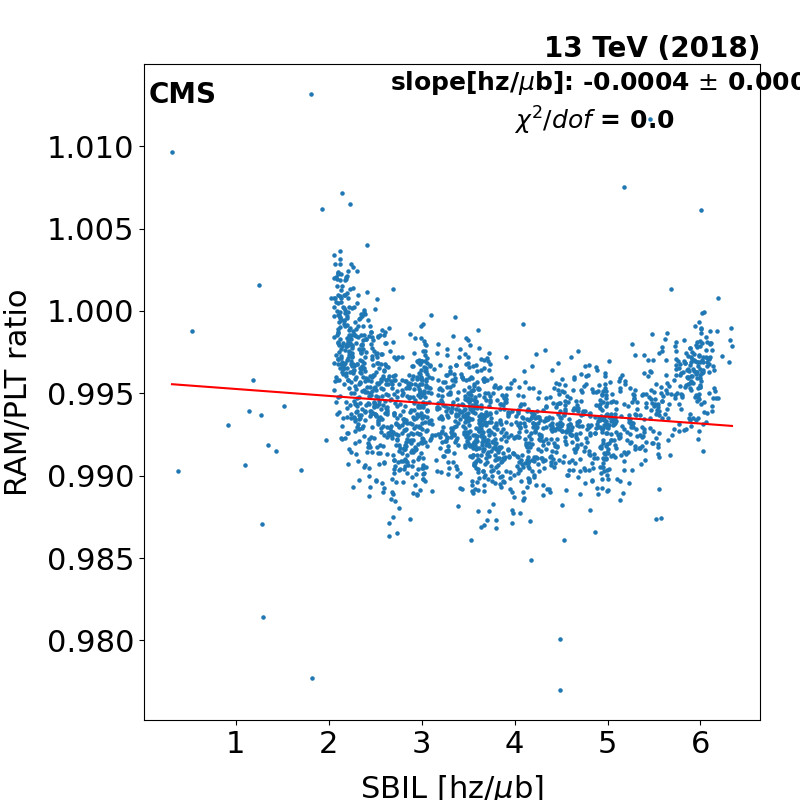 13 TeV (2018)
CMS
slope[hz/μb]: -0.0004 ± 0.000
χ²/dof = 0.0
RAM/PLT ratio
1.010
1.005
1.000
0.995
0.990
0.985
0.980
1 2 3 4 5 6
SBIL [hz/μb]